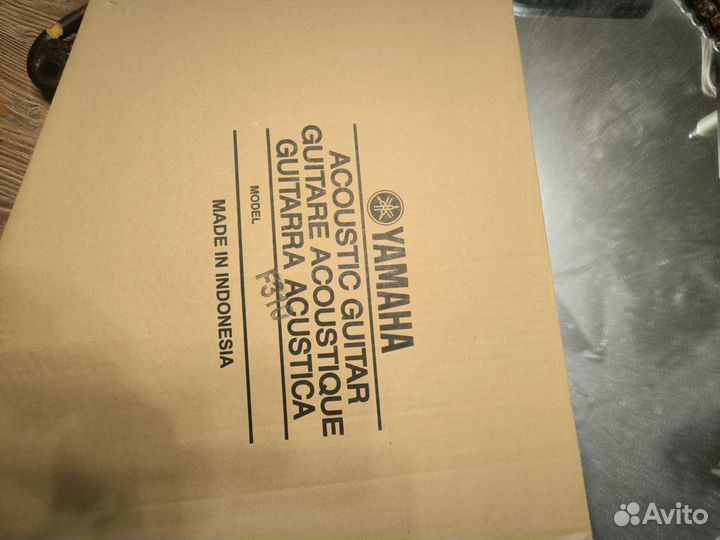 YAMAHA
ACOUSTIC GUITAR
GUITARE ACOUSTIQUE
GUITARRA ACUSTICA
MODEL F310
MADE IN INDONESIA
Avito